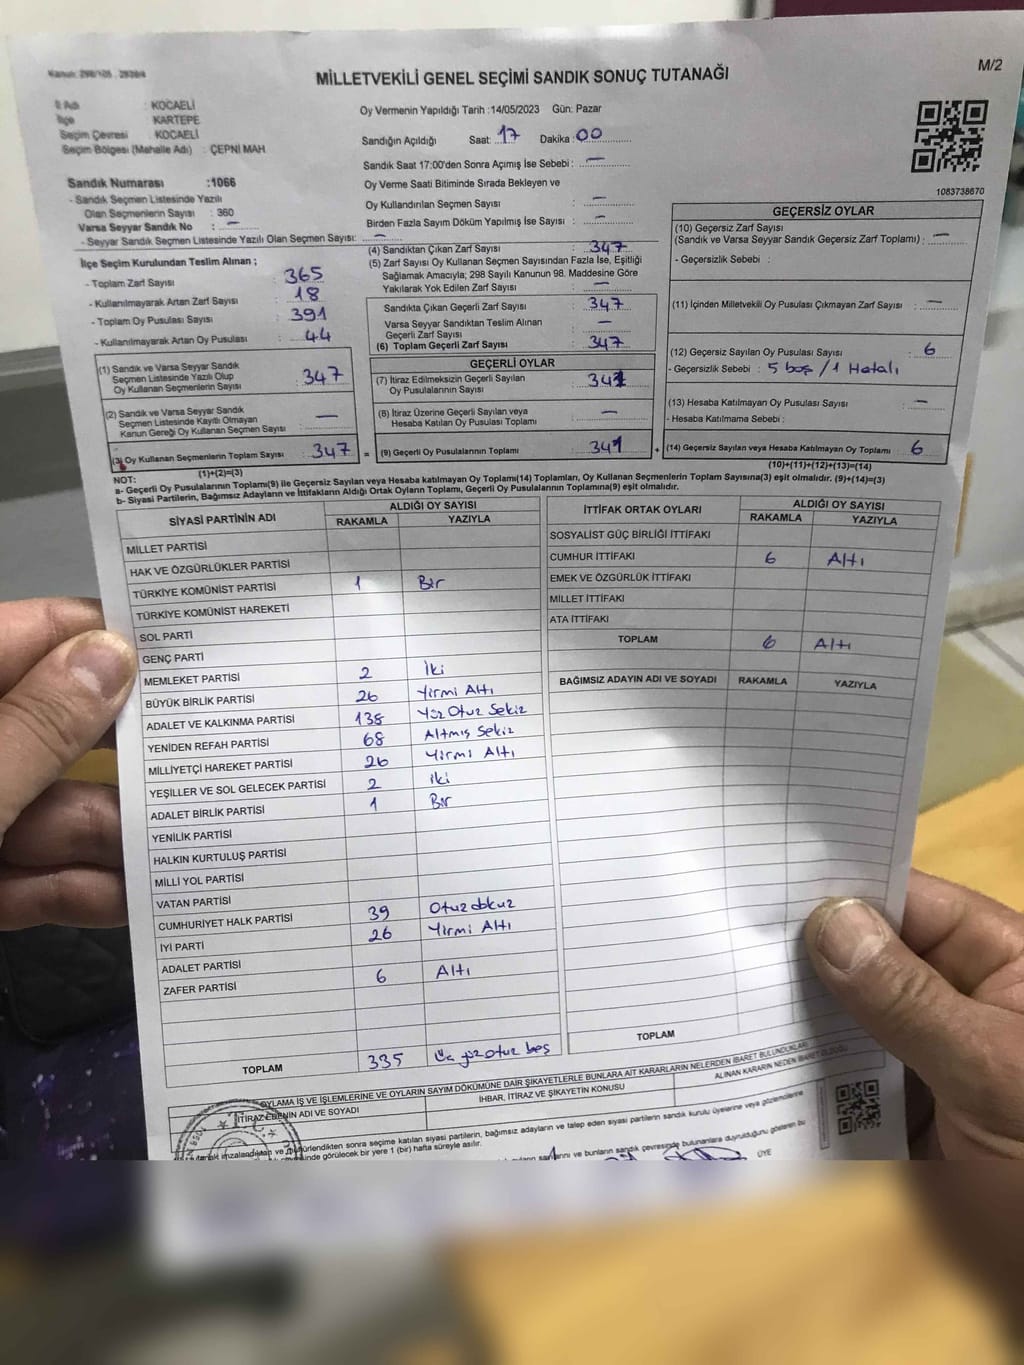 Kanun: 298/105 , 2839/4
M/2
MİLLETVEKİLİ GENEL SEÇİMİ SANDIK SONUÇ TUTANAĞI
İl Adı : KOCAELİ
İlçe : KARTEPE
Seçim Çevresi : KOCAELİ
Seçim Bölgesi (Mahalle Adı) : ÇEPNİ MAH
Sandık Numarası :1066
- Sandık Seçmen Listesinde Yazılı
Olan Seçmenlerin Sayısı : 360
Varsa Seyyar Sandık No : —
- Seyyar Sandık Seçmen Listesinde Yazılı Olan Seçmen Sayısı: —
Oy Vermenin Yapıldığı Tarih :14/05/2023 Gün: Pazar
Sandığın Açıldığı Saat: 17 Dakika: 00
Sandık Saat 17:00'den Sonra Açımış İse Sebebi : —
Oy Verme Saati Bitiminde Sırada Bekleyen ve
Oy Kullandırılan Seçmen Sayısı : —
Birden Fazla Sayım Döküm Yapılmış İse Sayısı : —
1083738670
İlçe Seçim Kurulundan Teslim Alınan ;
- Toplam Zarf Sayısı : 365
- Kullanılmayarak Artan Zarf Sayısı : 18
- Toplam Oy Pusulası Sayısı : 391
- Kullanılmayarak Artan Oy Pusulası : 44
(1) Sandık ve Varsa Seyyar Sandık
Seçmen Listesinde Yazılı Olup
Oy Kullanan Seçmenlerin Sayısı : 347
(2) Sandık ve Varsa Seyyar Sandık
Seçmen Listesinde Kayıtlı Olmayan
Kanun Gereği Oy Kullanan Seçmen Sayısı : —
(3) Oy Kullanan Seçmenlerin Toplam Sayısı : 347 =
(1)+(2)=(3)
(4) Sandıktan Çıkan Zarf Sayısı : 347
(5) Zarf Sayısı Oy Kullanan Seçmen Sayısından Fazla İse, Eşitliği
Sağlamak Amacıyla; 298 Sayılı Kanunun 98. Maddesine Göre
Yakılarak Yok Edilen Zarf Sayısı : —
Sandıkta Çıkan Geçerli Zarf Sayısı : 347
Varsa Seyyar Sandıktan Teslim Alınan
Geçerli Zarf Sayısı : —
(6) Toplam Geçerli Zarf Sayısı : 347
GEÇERLİ OYLAR
(7) İtiraz Edilmeksizin Geçerli Sayılan
Oy Pusulalarının Sayısı : 341
(8) İtiraz Üzerine Geçerli Sayılan veya
Hesaba Katılan Oy Pusulası Toplamı : —
(9) Geçerli Oy Pusulalarının Toplamı : 341 +
GEÇERSİZ OYLAR
(10) Geçersiz Zarf Sayısı
(Sandık ve Varsa Seyyar Sandık Geçersiz Zarf Toplamı) : —
- Geçersizlik Sebebi :
(11) İçinden Milletvekili Oy Pusulası Çıkmayan Zarf Sayısı : —
(12) Geçersiz Sayılan Oy Pusulası Sayısı : 6
- Geçersizlik Sebebi : 5 boş / 1 Hatalı
(13) Hesaba Katılmayan Oy Pusulası Sayısı : —
- Hesaba Katılmama Sebebi :
(14) Geçersiz Sayılan veya Hesaba Katılmayan Oy Toplamı : 6
(10)+(11)+(12)+(13)=(14)
NOT:
a- Geçerli Oy Pusulalarının Toplamı(9) ile Geçersiz Sayılan veya Hesaba katılmayan Oy Toplamı(14) Toplamları, Oy Kullanan Seçmenlerin Toplam Sayısına(3) eşit olmalıdır. (9)+(14)=(3)
b- Siyasi Partilerin, Bağımsız Adayların ve İttifakların Aldığı Ortak Oyların Toplamı, Geçerli Oy Pusulalarının Toplamına(9) eşit olmalıdır.
SİYASİ PARTİNİN ADI ALDIĞI OY SAYISI
RAKAMLA YAZIYLA
MİLLET PARTİSİ
HAK VE ÖZGÜRLÜKLER PARTİSİ
TÜRKİYE KOMÜNİST PARTİSİ 1 Bir
TÜRKİYE KOMÜNİST HAREKETİ
SOL PARTİ
GENÇ PARTİ
MEMLEKET PARTİSİ 2 İki
BÜYÜK BİRLİK PARTİSİ 26 Yirmi Altı
ADALET VE KALKINMA PARTİSİ 138 Yüz Otuz Sekiz
YENİDEN REFAH PARTİSİ 68 Altmış Sekiz
MİLLİYETÇİ HAREKET PARTİSİ 26 Yirmi Altı
YEŞİLLER VE SOL GELECEK PARTİSİ 2 iki
ADALET BİRLİK PARTİSİ 1 Bir
YENİLİK PARTİSİ
HALKIN KURTULUŞ PARTİSİ
MİLLİ YOL PARTİSİ
VATAN PARTİSİ
CUMHURİYET HALK PARTİSİ 39 Otuz dokuz
İYİ PARTİ 26 Yirmi Altı
ADALET PARTİSİ
ZAFER PARTİSİ 6 Altı
TOPLAM 335 Üç yüz otuz beş
İTTİFAK ORTAK OYLARI ALDIĞI OY SAYISI
RAKAMLA YAZIYLA
SOSYALİST GÜÇ BİRLİĞİ İTTİFAKI
CUMHUR İTTİFAKI 6 Altı
EMEK VE ÖZGÜRLÜK İTTİFAKI
MİLLET İTTİFAKI
ATA İTTİFAKI
TOPLAM 6 Altı
BAĞIMSIZ ADAYIN ADI VE SOYADI RAKAMLA YAZIYLA
TOPLAM
OYLAMA İŞ VE İŞLEMLERİNE VE OYLARIN SAYIM DÖKÜMÜNE DAİR ŞİKAYETLERLE BUNLARA AİT KARARLARIN NELERDEN İBARET BULUNDUKLARI
İTİRAZ EDENİN ADI VE SOYADI İHBAR, İTİRAZ VE ŞİKAYETİN KONUSU ALINAN KARARIN NEDEN İBARET OLDUĞU
tutanak imzalandıktan ve mühürlendikten sonra seçime katılan siyasi partilerin, bağımsız adayların ve talep eden siyasi partilerin sandık kurulu üyelerine veya gözlemcilerine
görülecek bir yere 1 (bir) hafta süreyle asılır.
ve bunların sandık çevresinde bulunanlara duyurulduğunu gösteren bu
ÜYE